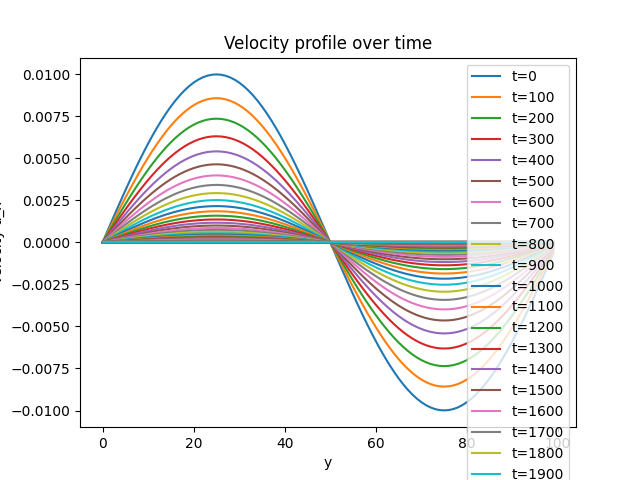 Velocity profile over time
0.0100
0.0075
0.0050
0.0025
0.0000
−0.0025
−0.0050
−0.0075
−0.0100
0
20
40
60
80
100
y
t=0
t=100
t=200
t=300
t=400
t=500
t=600
t=700
t=800
t=900
t=1000
t=1100
t=1200
t=1300
t=1400
t=1500
t=1600
t=1700
t=1800
t=1900